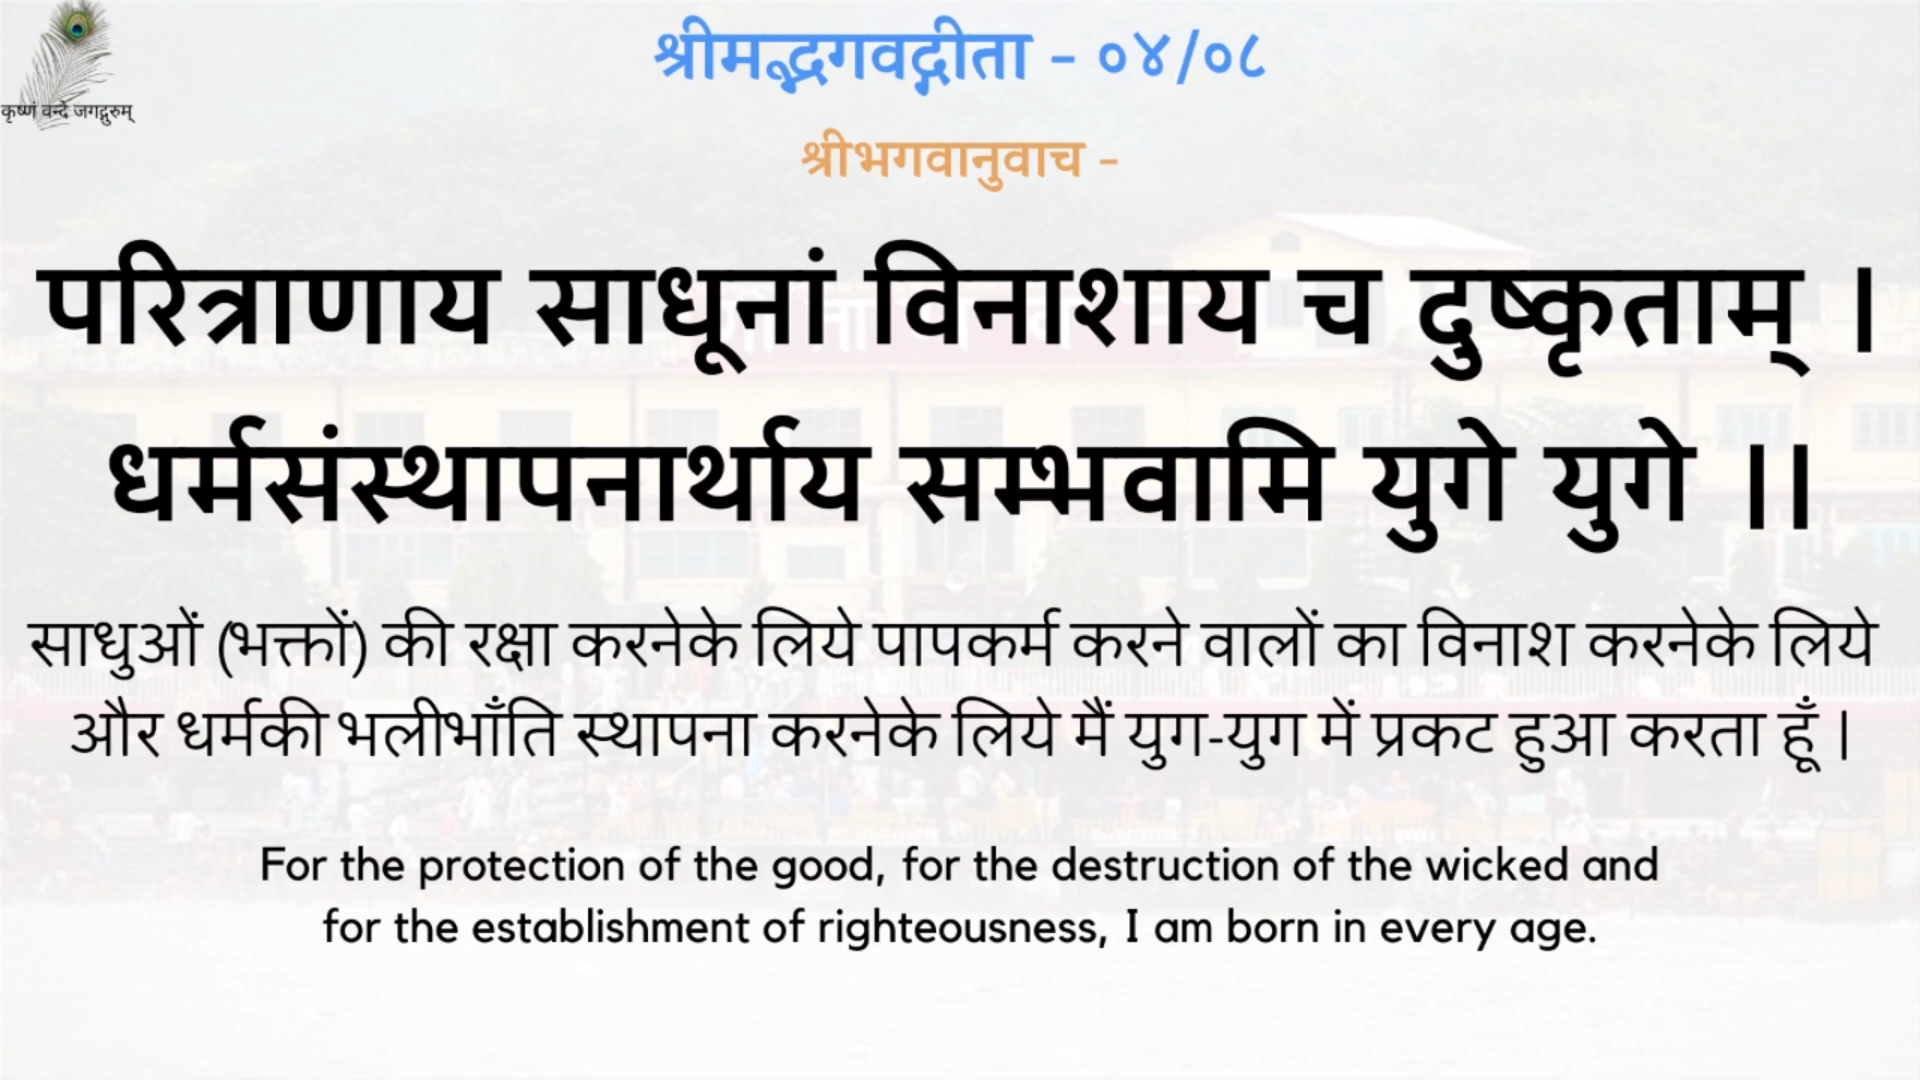 श्रीमद्भगवद्गीता - ०४/०८
कृष्णं वन्दे जगद्गुरुम्
श्रीभगवानुवाच -
परित्राणाय साधूनां विनाशाय च दुष्कृताम् ।
धर्मसंस्थापनार्थाय सम्भवामि युगे युगे ।।
साधुओं (भक्तों) की रक्षा करनेके लिये पापकर्म करने वालों का विनाश करनेके लिये
और धर्मकी भलीभाँति स्थापना करनेके लिये मैं युग-युग में प्रकट हुआ करता हूँ ।
For the protection of the good, for the destruction of the wicked and
for the establishment of righteousness, I am born in every age.